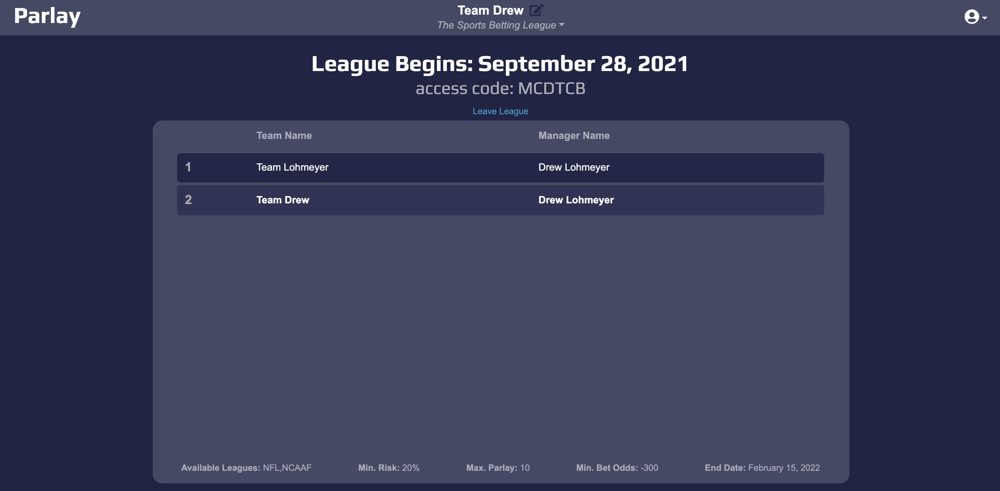 Parlay
Team Drew
The Sports Betting League
League Begins: September 28, 2021
access code: MCDTCB
Leave League
Team Name Manager Name
1 Team Lohmeyer Drew Lohmeyer
2 Team Drew Drew Lohmeyer
Available Leagues: NFL,NCAAF Min. Risk: 20% Max. Parlay: 10 Min. Bet Odds: -300 End Date: February 15, 2022